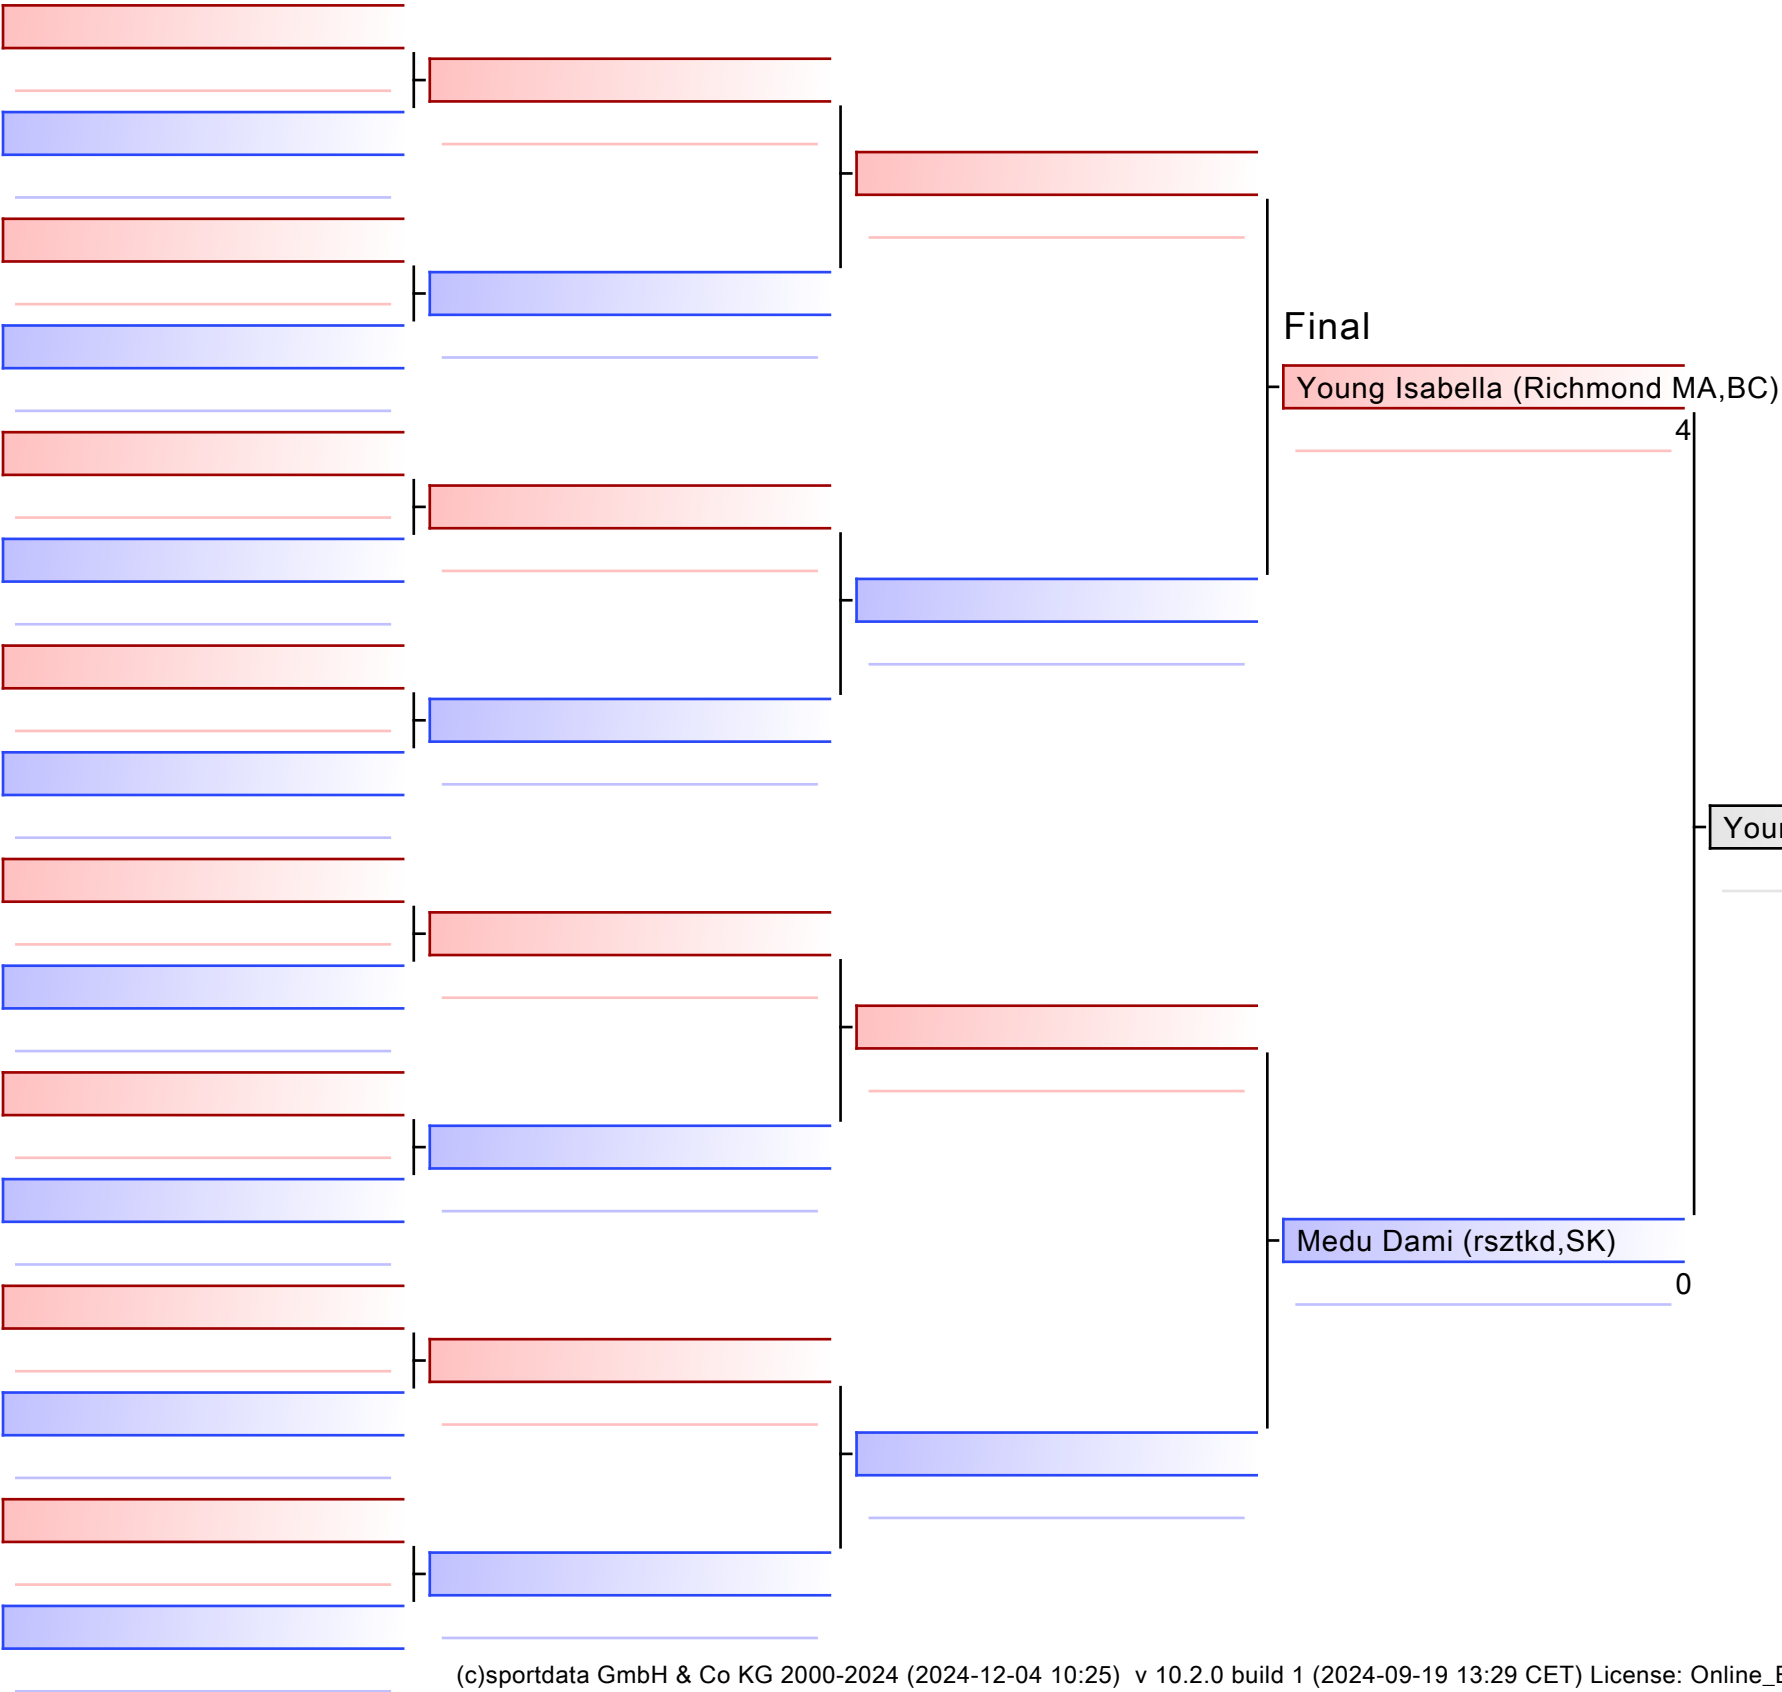 Final
Young Isabella (Richmond MA,BC)
4
Medu Dami (rsztkd,SK)
0
(c)sportdata GmbH & Co KG 2000-2024 (2024-12-04 10:25)  v 10.2.0 build 1 (2024-09-19 13:29 CET) License: